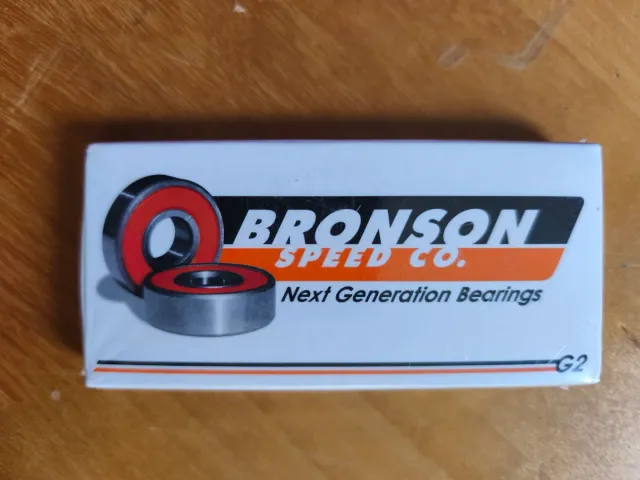 BRONSON
SPEED CO.
Next Generation Bearings
G2